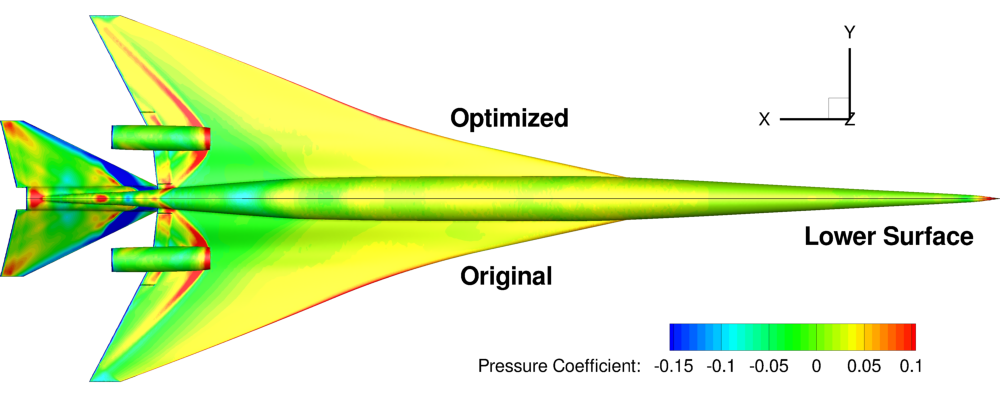 Y
X
Z
Optimized
Lower Surface
Original
Pressure Coefficient: -0.15 -0.1 -0.05 0 0.05 0.1